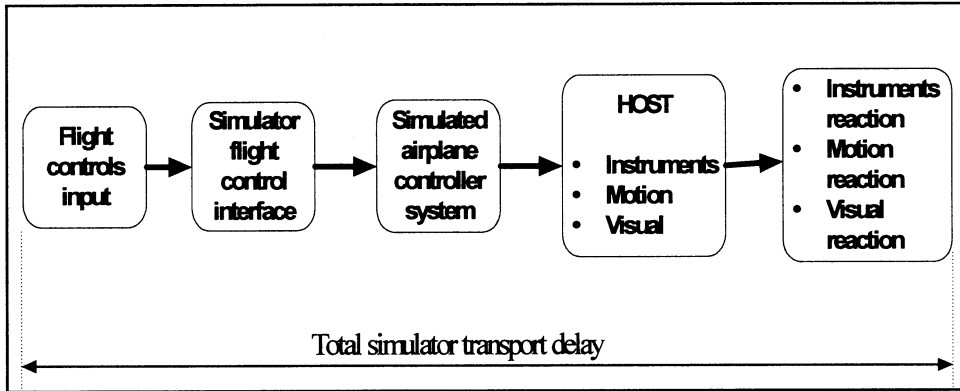 Flight
controls
input
Simulator
flight
control
interface
Simulated
airplane
controller
system
HOST
• Instruments
• Motion
• Visual
• Instruments
reaction
• Motion
reaction
• Visual
reaction
Total simulator transport delay